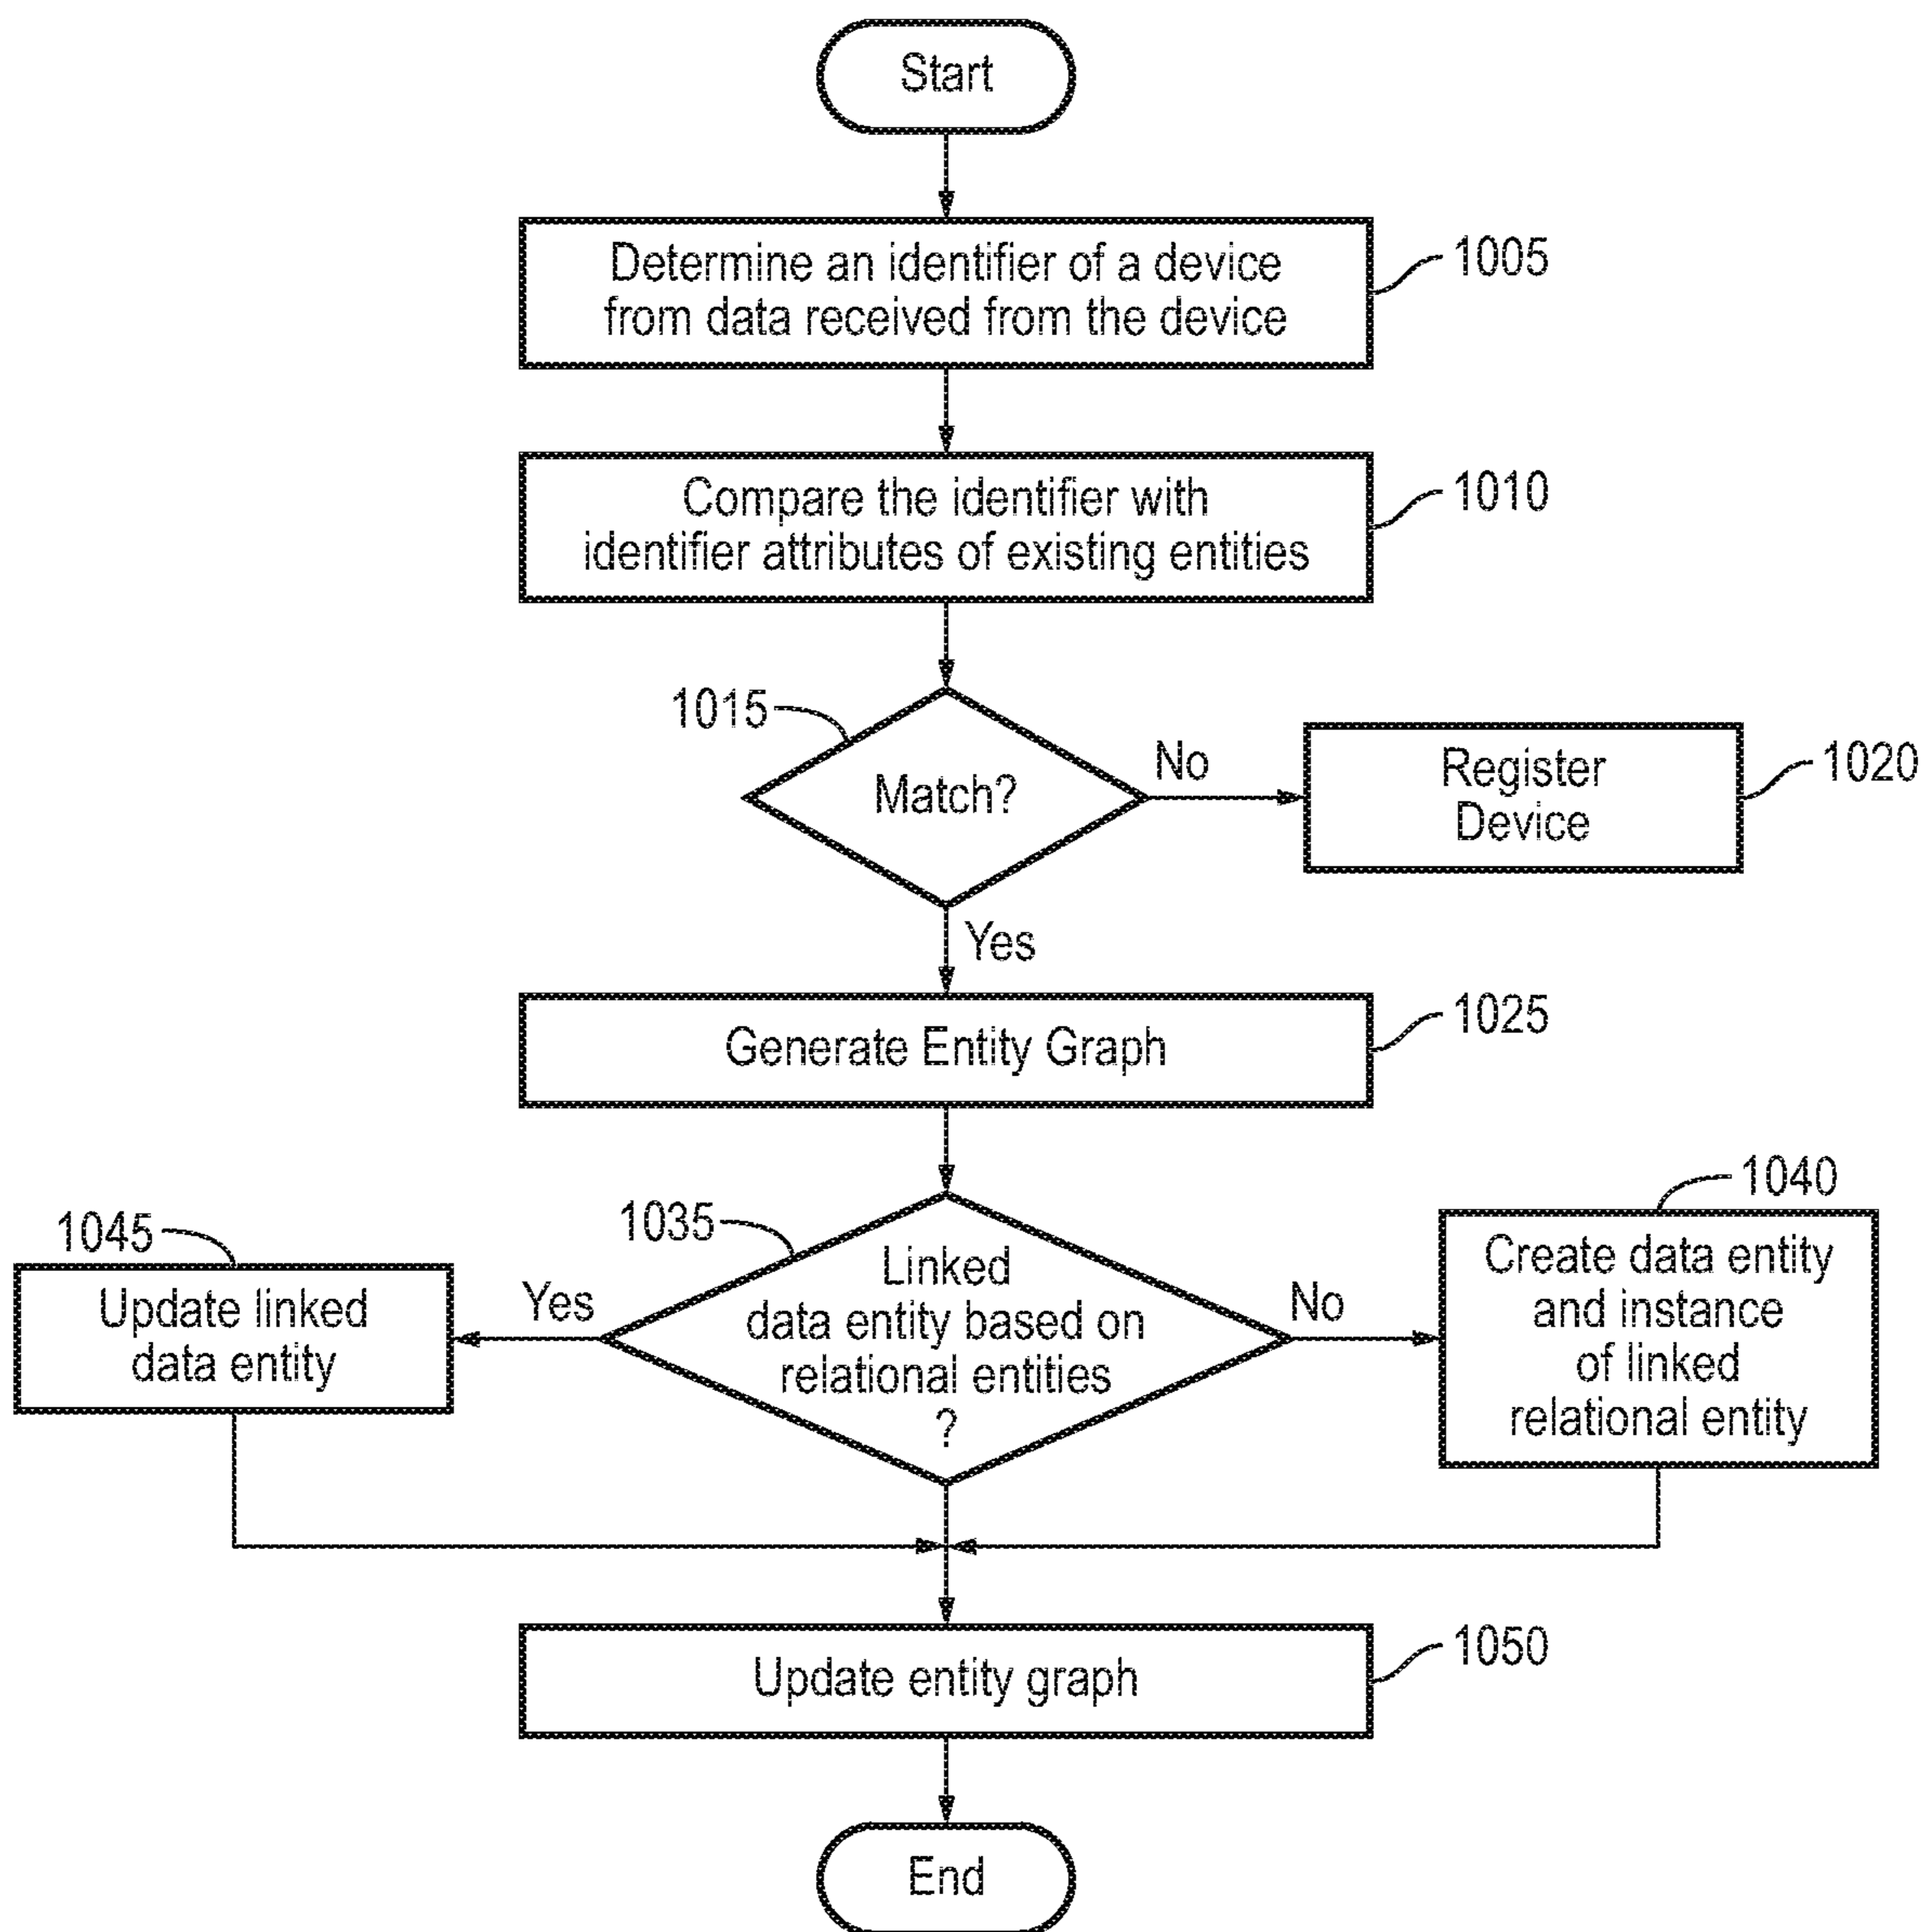 Start
Determine an identifier of a device
from data received from the device
1005
Compare the identifier with
identifier attributes of existing entities
1010
1015
Match?
No
Register
Device
1020
Yes
Generate Entity Graph
1025
1045
Update linked
data entity
Yes
1035
Linked
data entity based on
relational entities
?
No
1040
Create data entity
and instance
of linked
relational entity
Update entity graph
1050
End